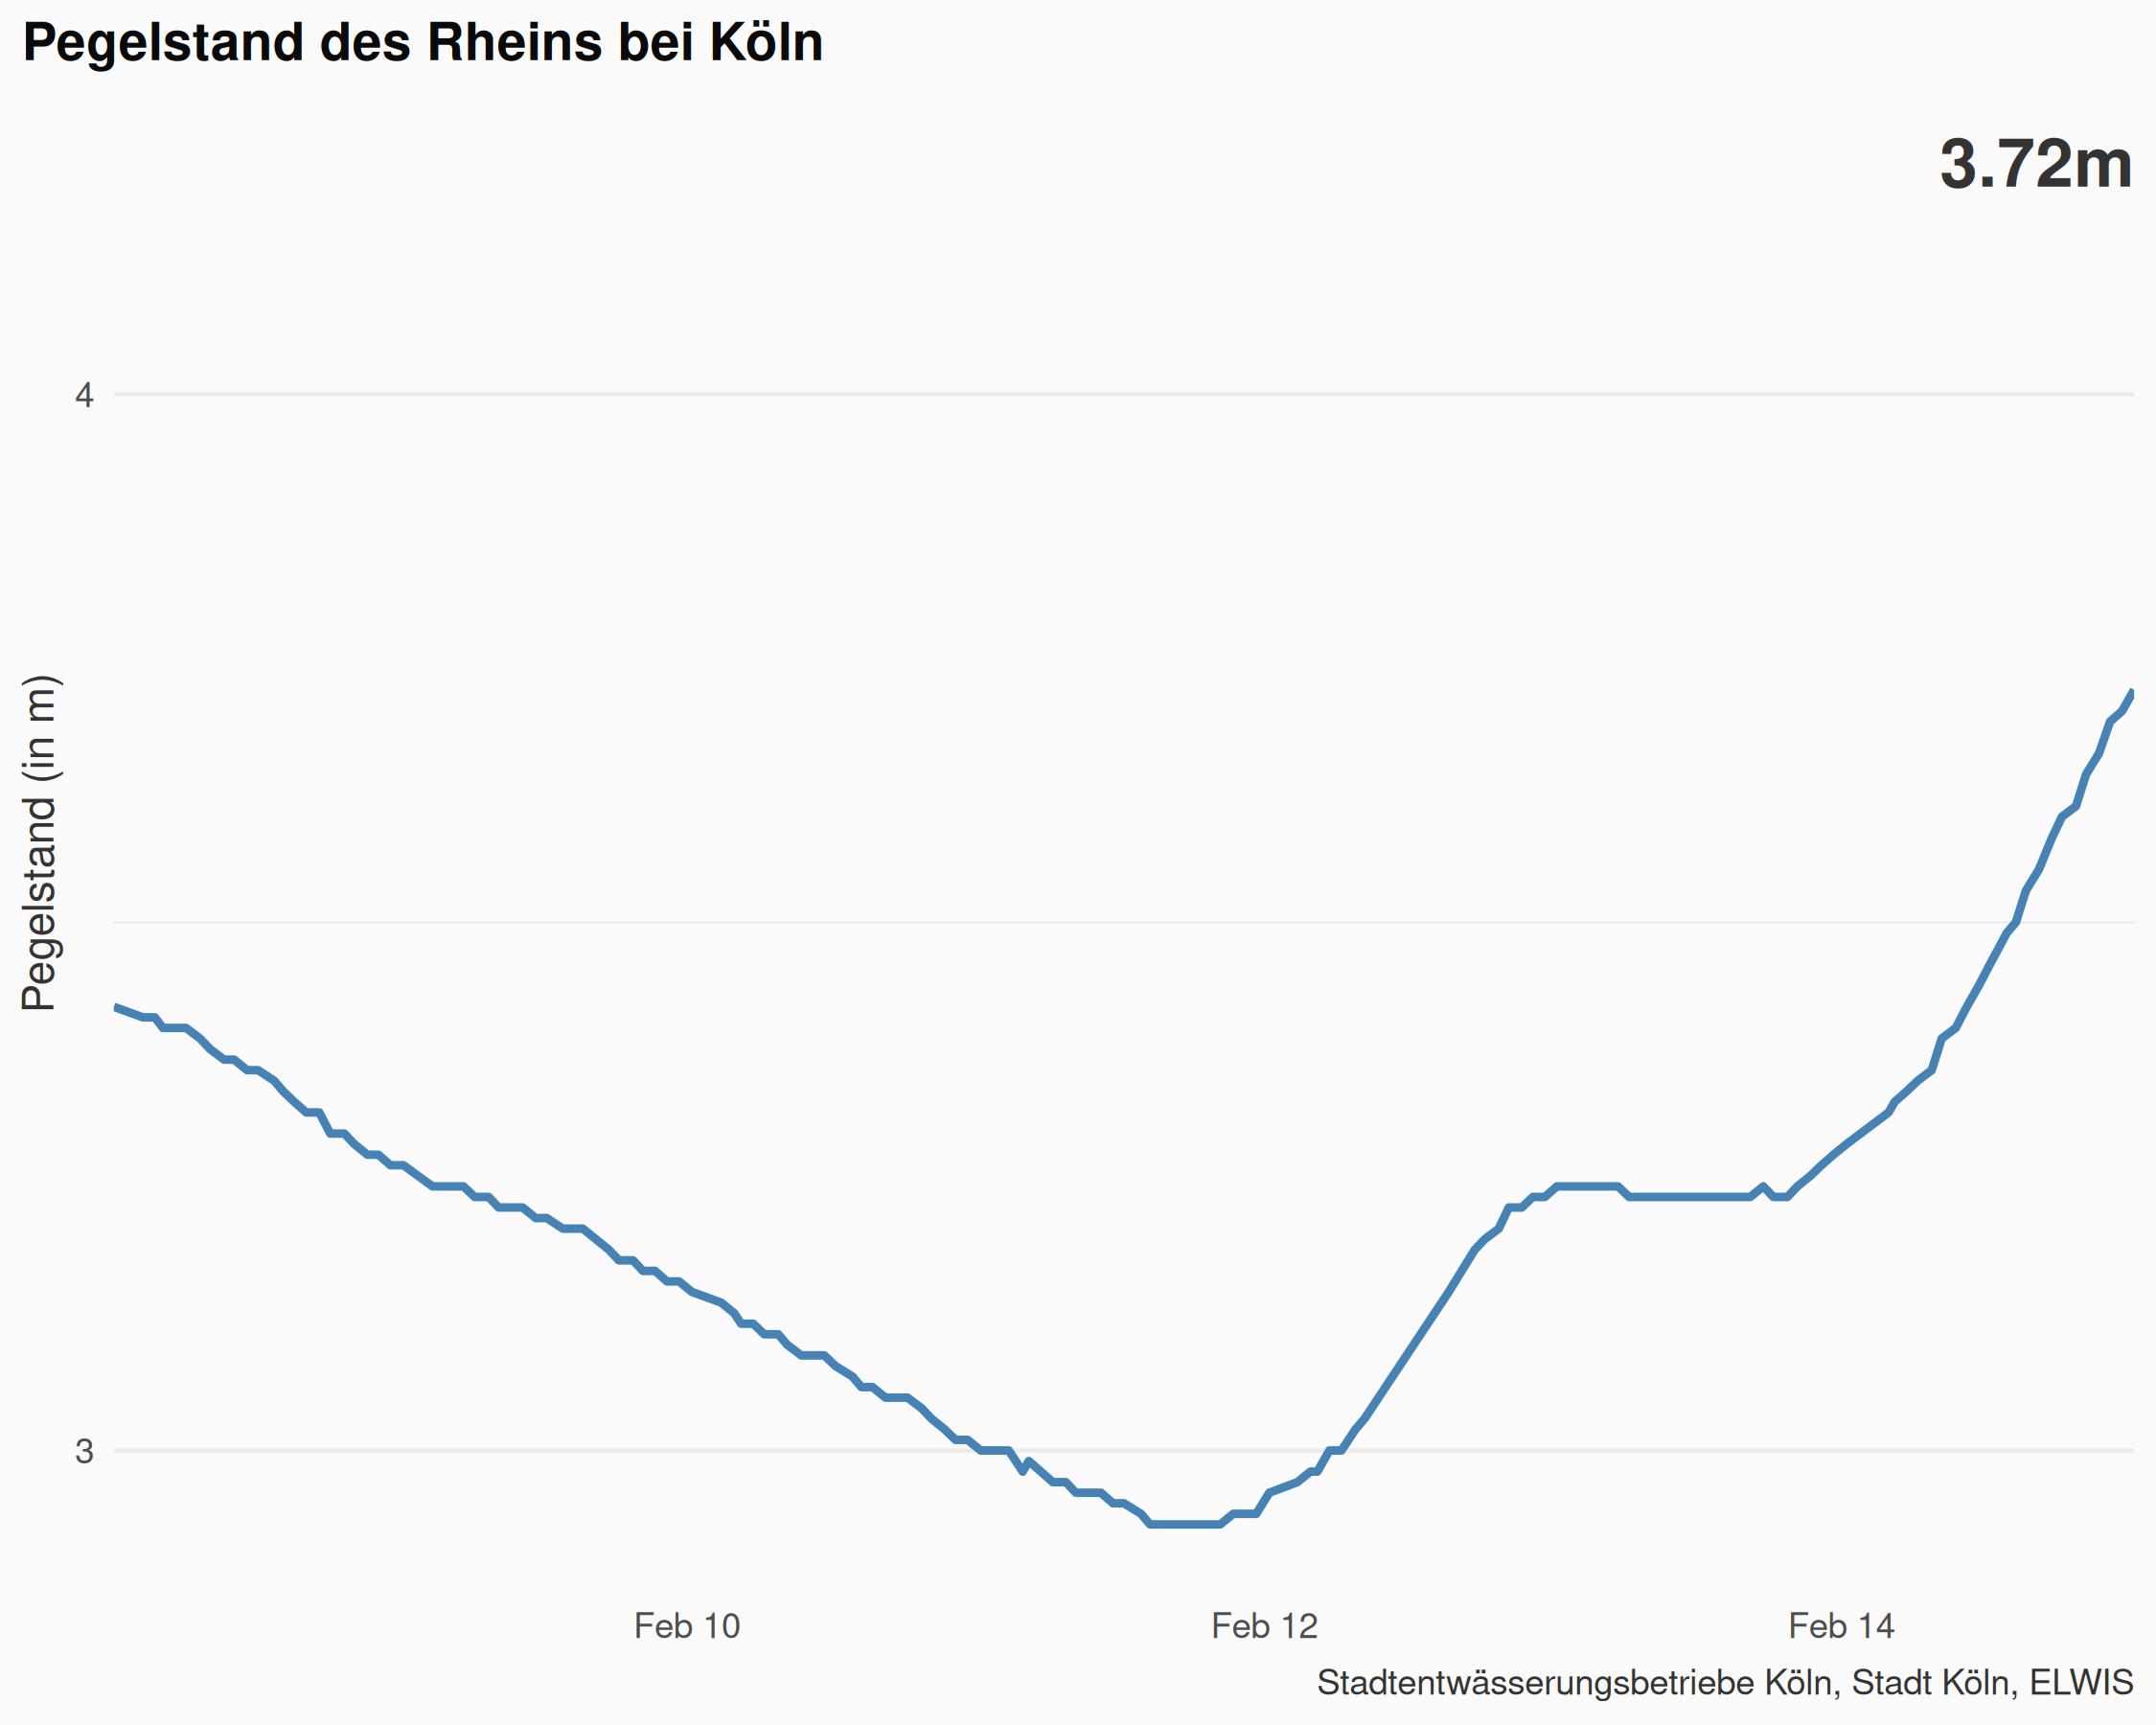 Pegelstand des Rheins bei Köln
3.72m
4
Pegelstand (in m)
3
Feb 10
Feb 12
Feb 14
Stadtentwässerungsbetriebe Köln, Stadt Köln, ELWIS